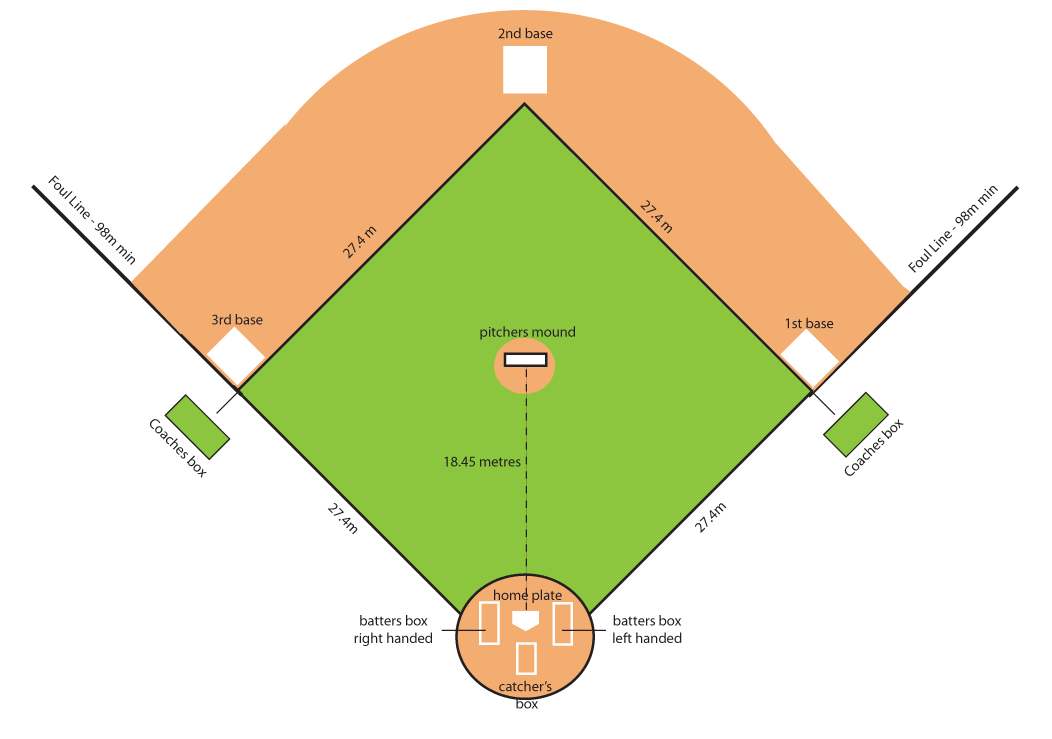 2nd base
Foul Line - 98m min
Foul Line - 98m min
27.4 m
27.4 m
3rd base
pitchers mound
1st base
Coaches box
Coaches box
18.45 metres
27.4m
27.4m
home plate
batters box
right handed
batters box
left handed
catcher's
box